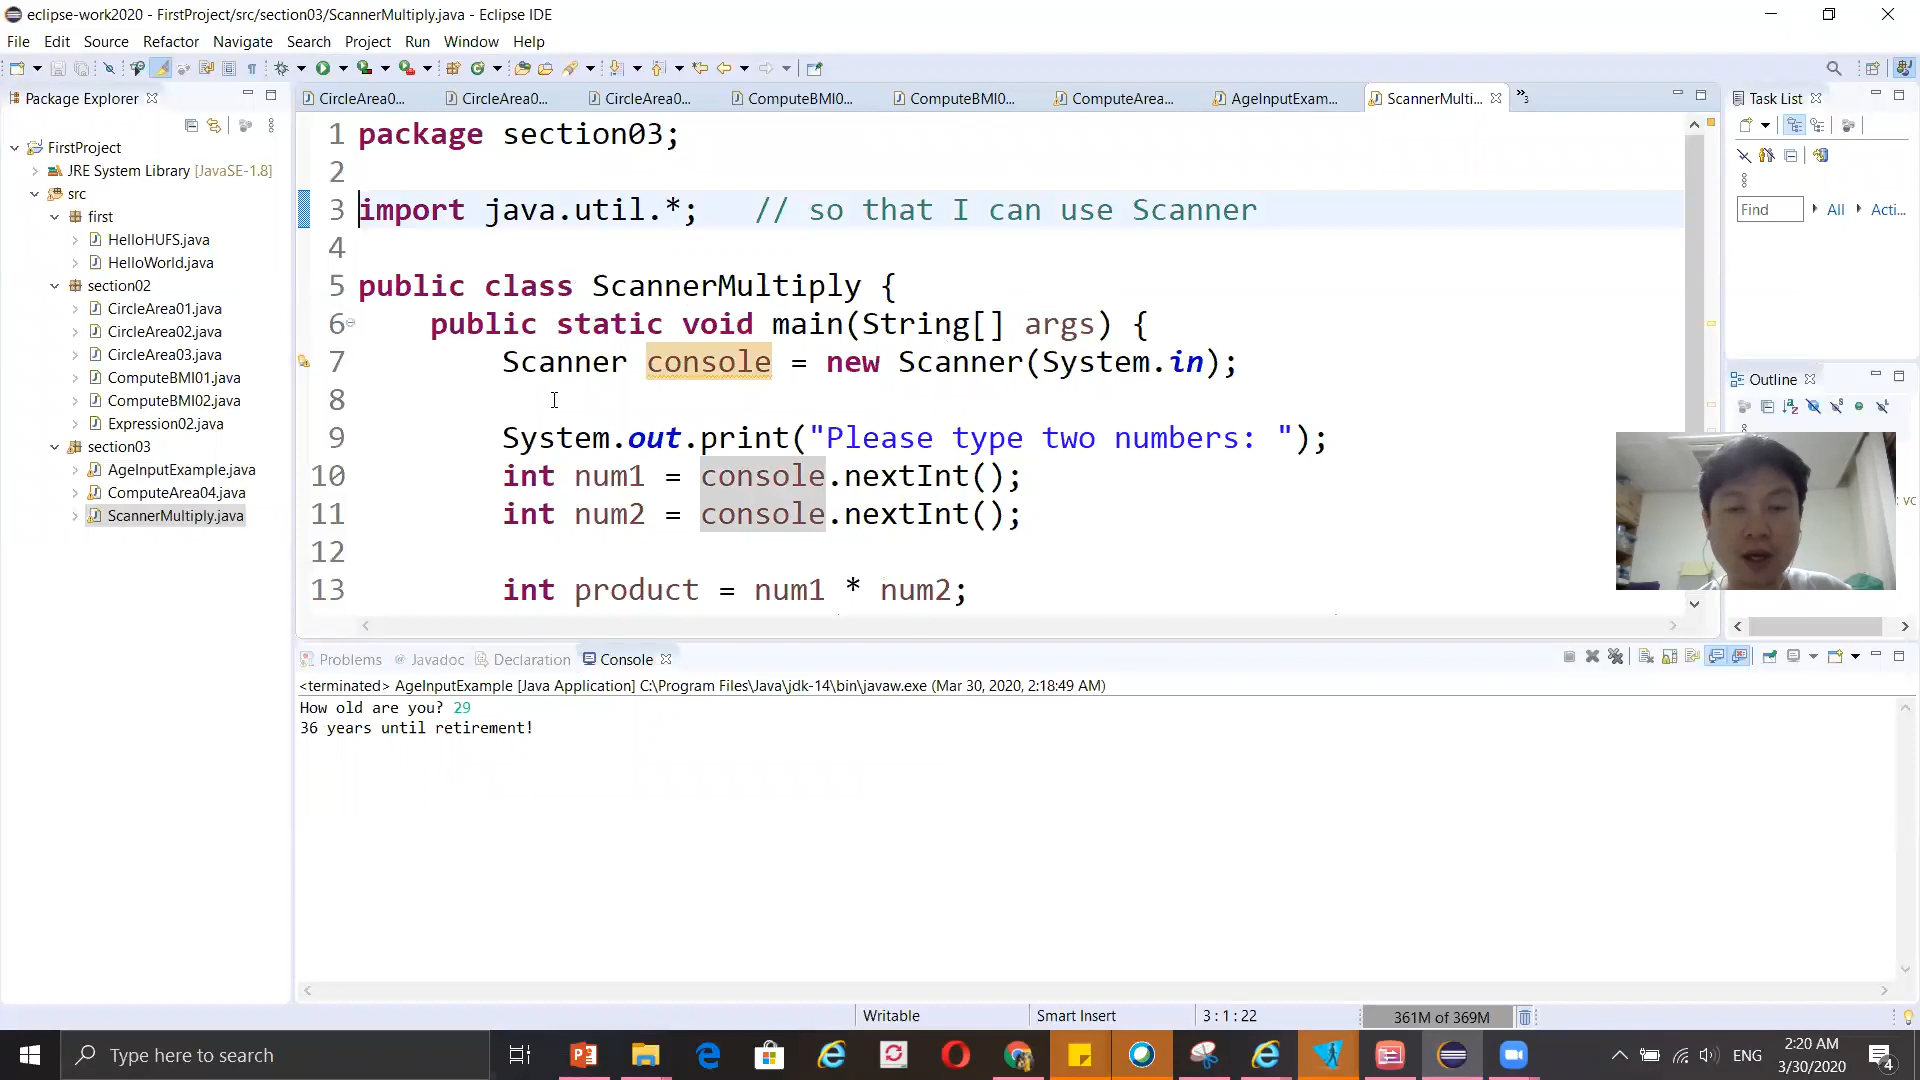 eclipse-work2020 - FirstProject/src/section03/ScannerMultiply.java - Eclipse IDE
File Edit Source Refactor Navigate Search Project Run Window Help
Package Explorer
CircleArea0... CircleArea0... CircleArea0... ComputeBMI0... ComputeBMI0... ComputeArea... AgeInputExam... ScannerMulti... »3
Task List
FirstProject
JRE System Library [JavaSE-1.8]
src
first
HelloHUFS.java
HelloWorld.java
section02
CircleArea01.java
CircleArea02.java
CircleArea03.java
ComputeBMI01.java
ComputeBMI02.java
Expression02.java
section03
AgeInputExample.java
ComputeArea04.java
ScannerMultiply.java
1 package section03;
2
3 import java.util.*;   // so that I can use Scanner
4
5 public class ScannerMultiply {
6     public static void main(String[] args) {
7         Scanner console = new Scanner(System.in);
8
9         System.out.print("Please type two numbers: ");
10         int num1 = console.nextInt();
11         int num2 = console.nextInt();
12
13         int product = num1 * num2;
Find All Acti...
Outline
Problems Javadoc Declaration Console
<terminated> AgeInputExample [Java Application] C:\Program Files\Java\jdk-14\bin\javaw.exe (Mar 30, 2020, 2:18:49 AM)
How old are you? 29
36 years until retirement!
Writable Smart Insert 3 : 1 : 22 361M of 369M
Type here to search
ENG
2:20 AM
3/30/2020
4